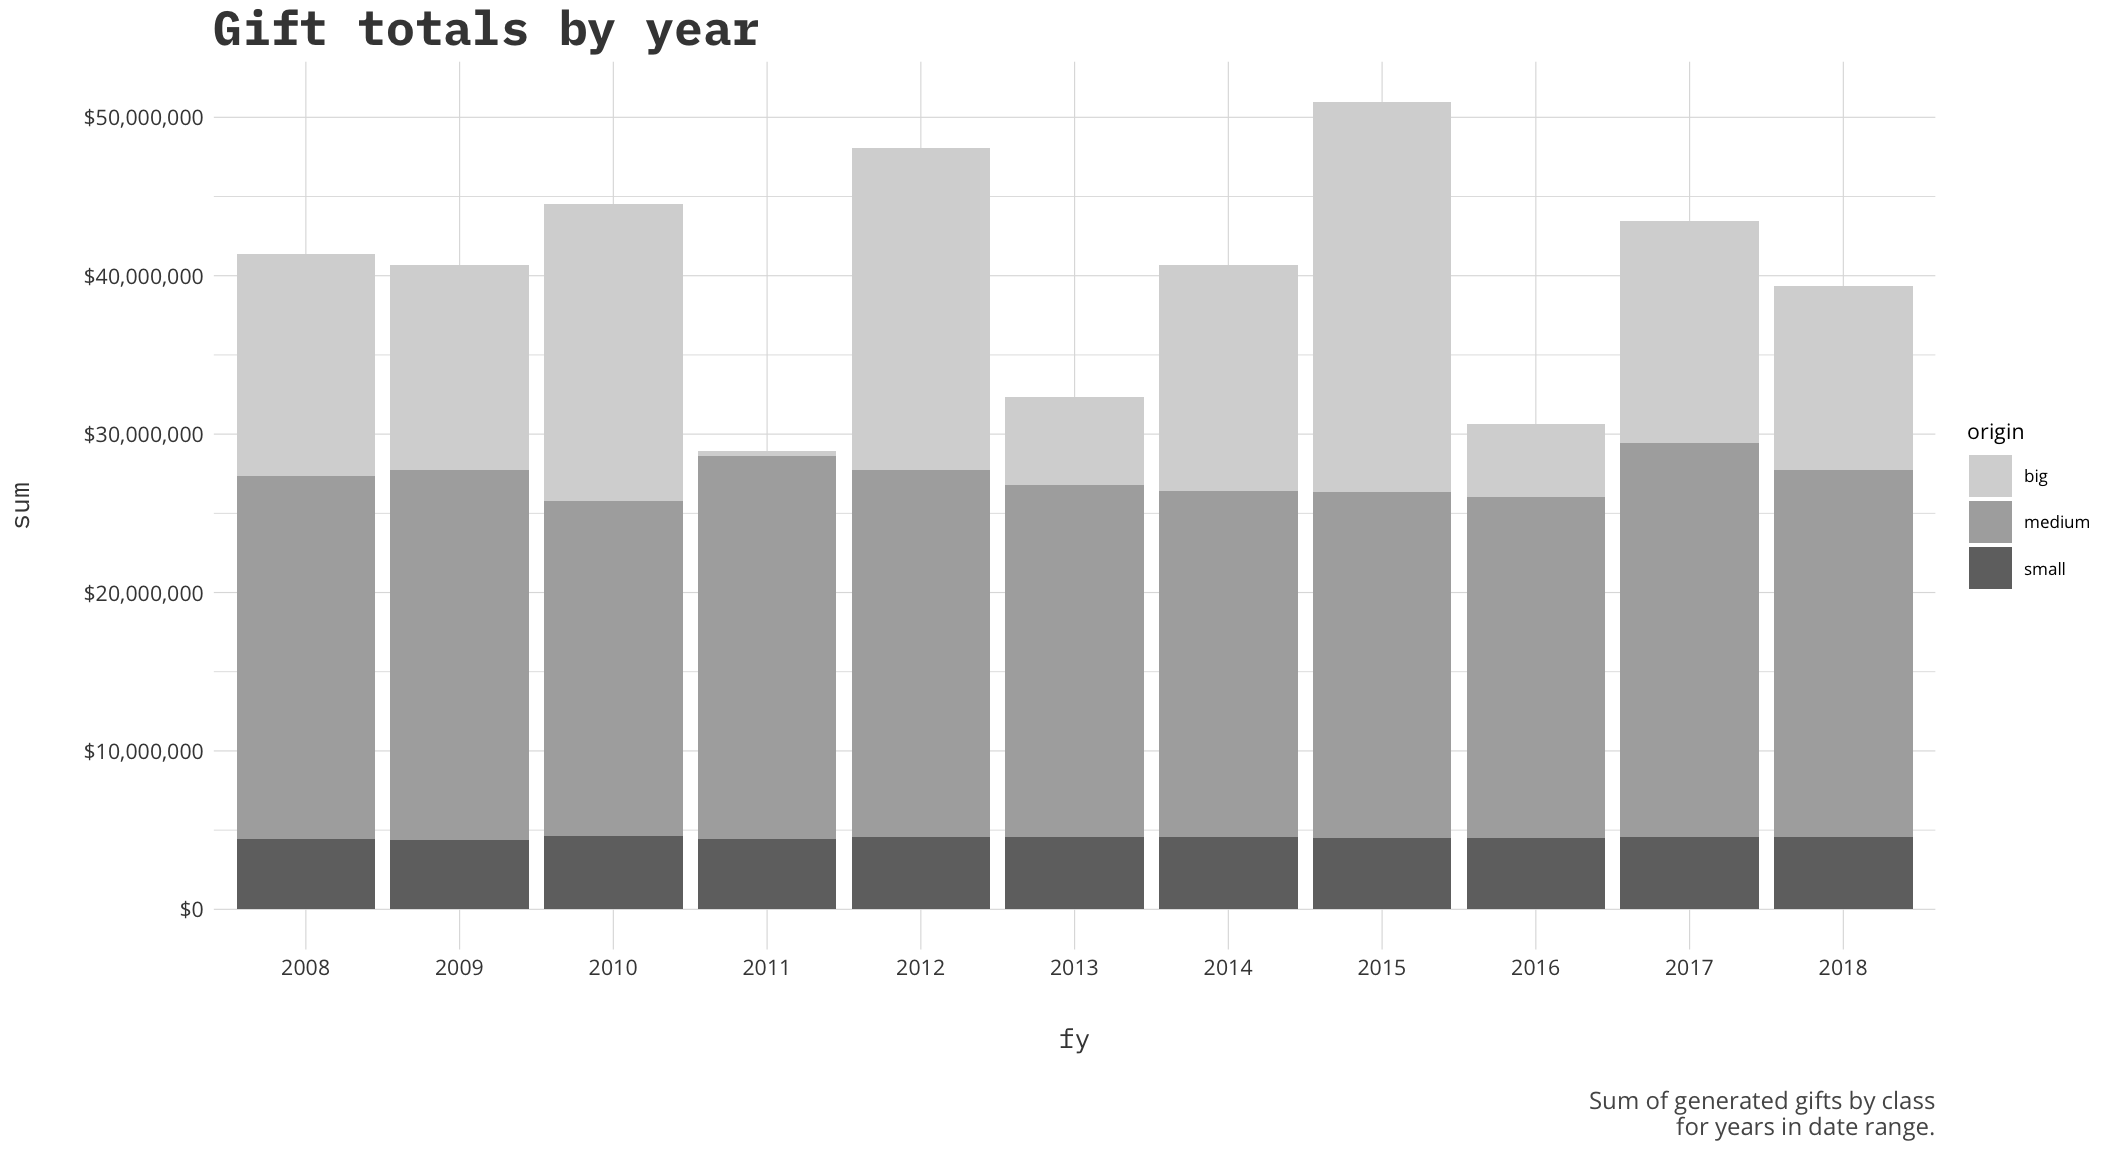 Gift totals by year
$50,000,000
$40,000,000
$30,000,000
$20,000,000
$10,000,000
$0
sum
2008 2009 2010 2011 2012 2013 2014 2015 2016 2017 2018
fy
origin
big
medium
small
Sum of generated gifts by class
for years in date range.